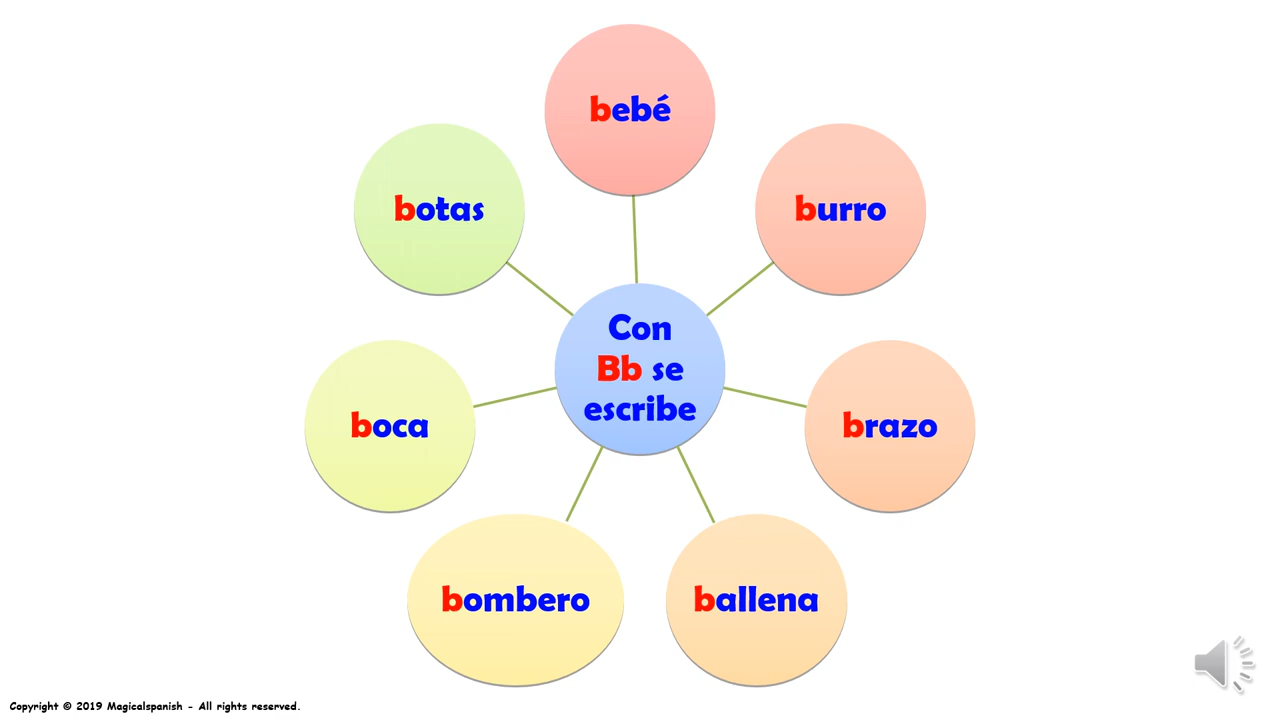 bebé
botas
burro
Con
Bb se
escribe
boca
brazo
bombero
ballena
Copyright © 2019 Magicalspanish - All rights reserved.